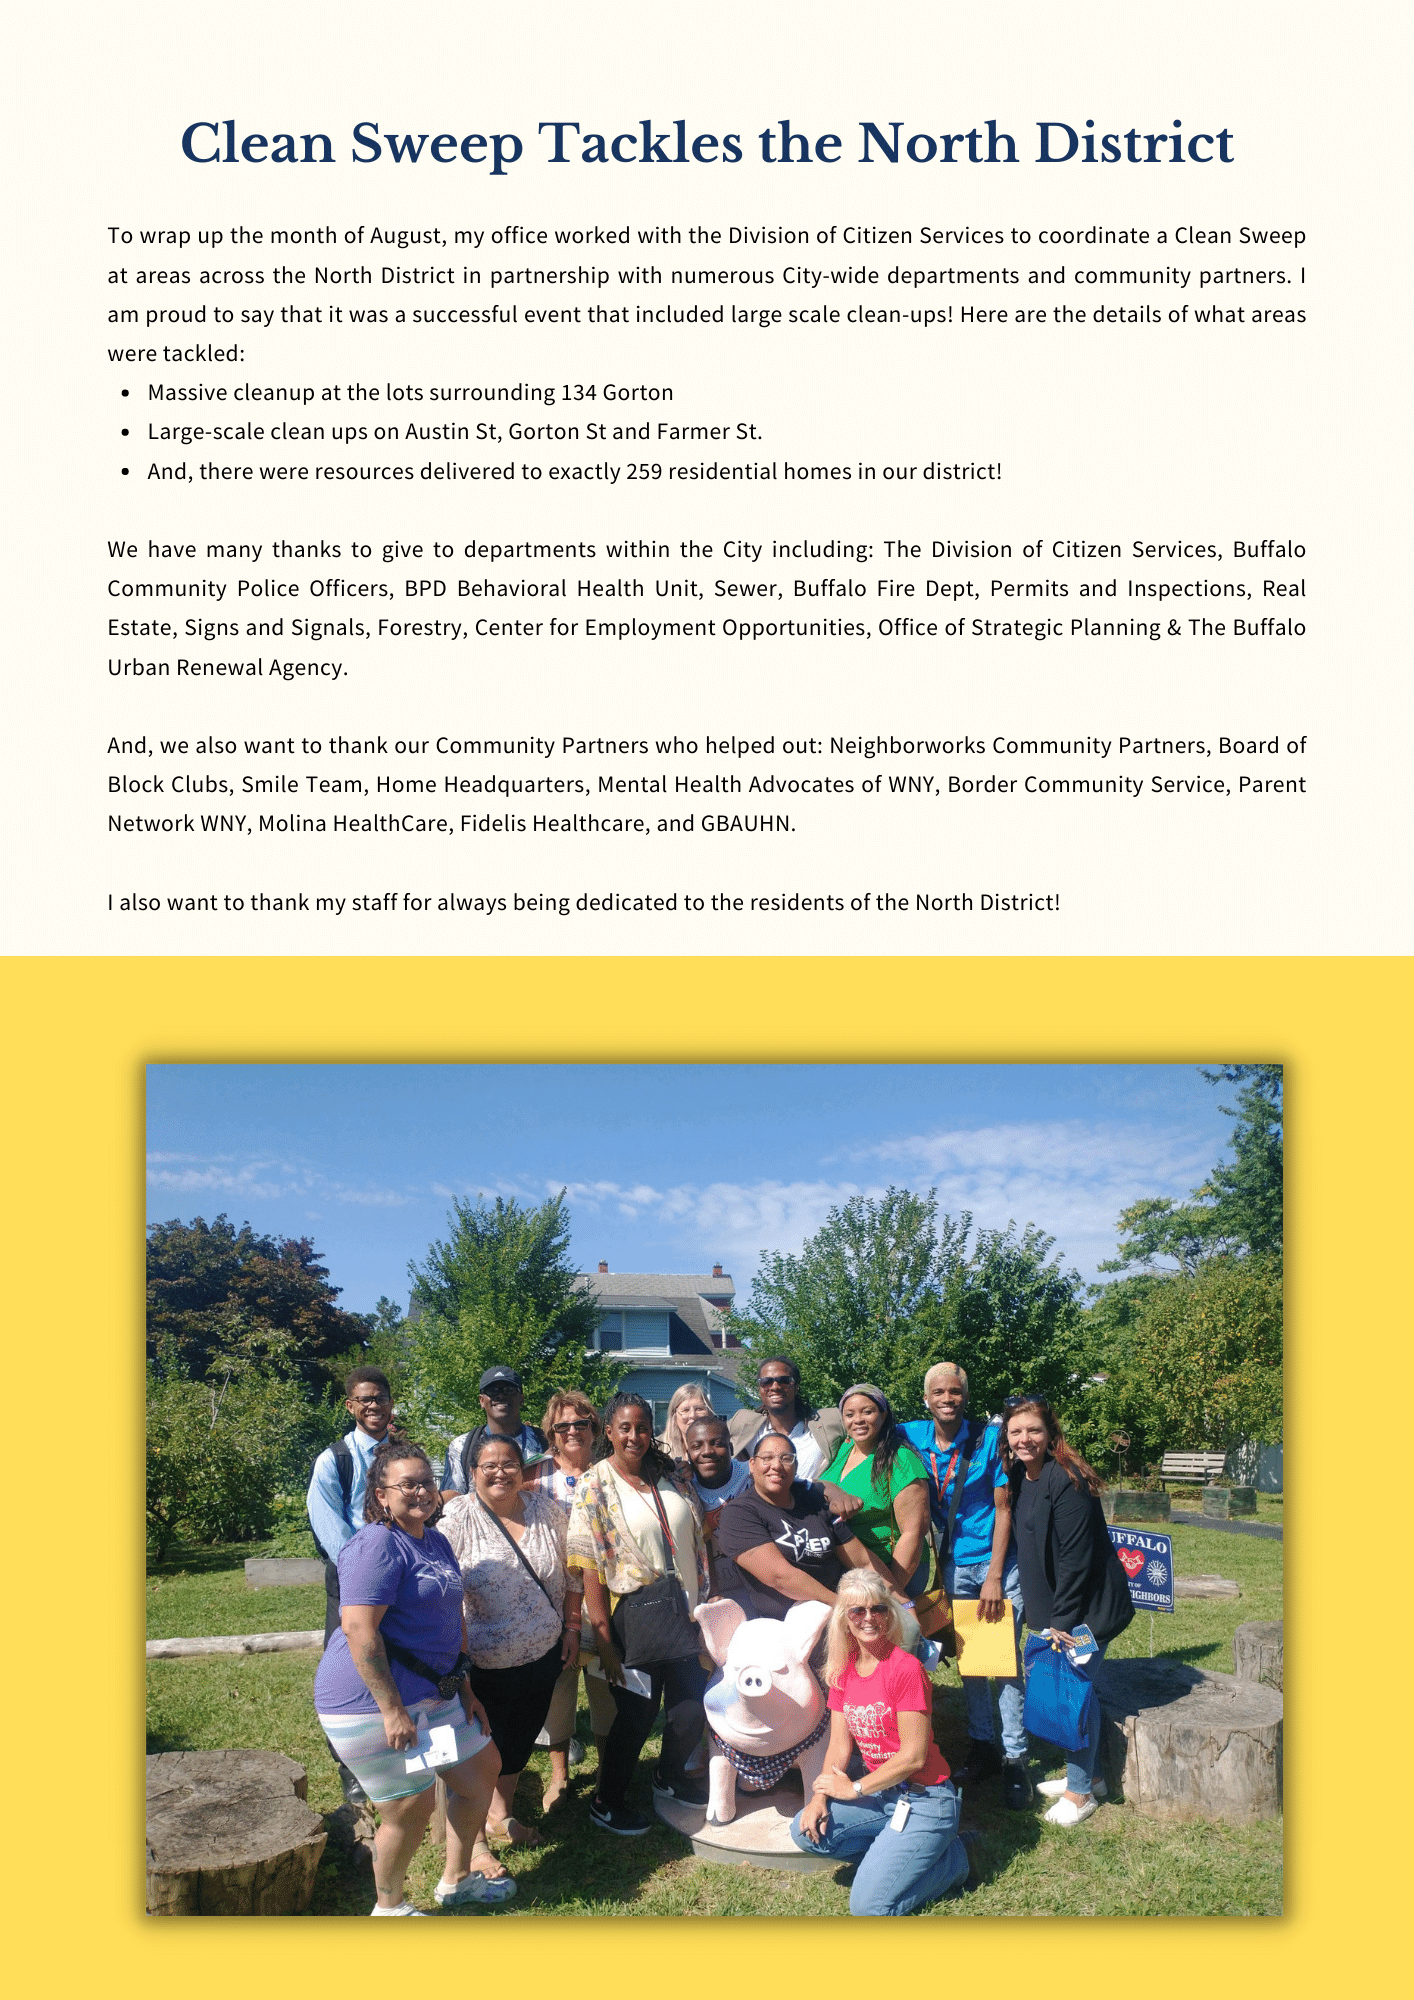 Clean Sweep Tackles the North District
To wrap up the month of August, my office worked with the Division of Citizen Services to coordinate a Clean Sweep
at areas across the North District in partnership with numerous City-wide departments and community partners. I
am proud to say that it was a successful event that included large scale clean-ups! Here are the details of what areas
were tackled:
• Massive cleanup at the lots surrounding 134 Gorton
• Large-scale clean ups on Austin St, Gorton St and Farmer St.
• And, there were resources delivered to exactly 259 residential homes in our district!
We have many thanks to give to departments within the City including: The Division of Citizen Services, Buffalo
Community Police Officers, BPD Behavioral Health Unit, Sewer, Buffalo Fire Dept, Permits and Inspections, Real
Estate, Signs and Signals, Forestry, Center for Employment Opportunities, Office of Strategic Planning & The Buffalo
Urban Renewal Agency.
And, we also want to thank our Community Partners who helped out: Neighborworks Community Partners, Board of
Block Clubs, Smile Team, Home Headquarters, Mental Health Advocates of WNY, Border Community Service, Parent
Network WNY, Molina HealthCare, Fidelis Healthcare, and GBAUHN.
I also want to thank my staff for always being dedicated to the residents of the North District!
UFFALO
IGHBORS